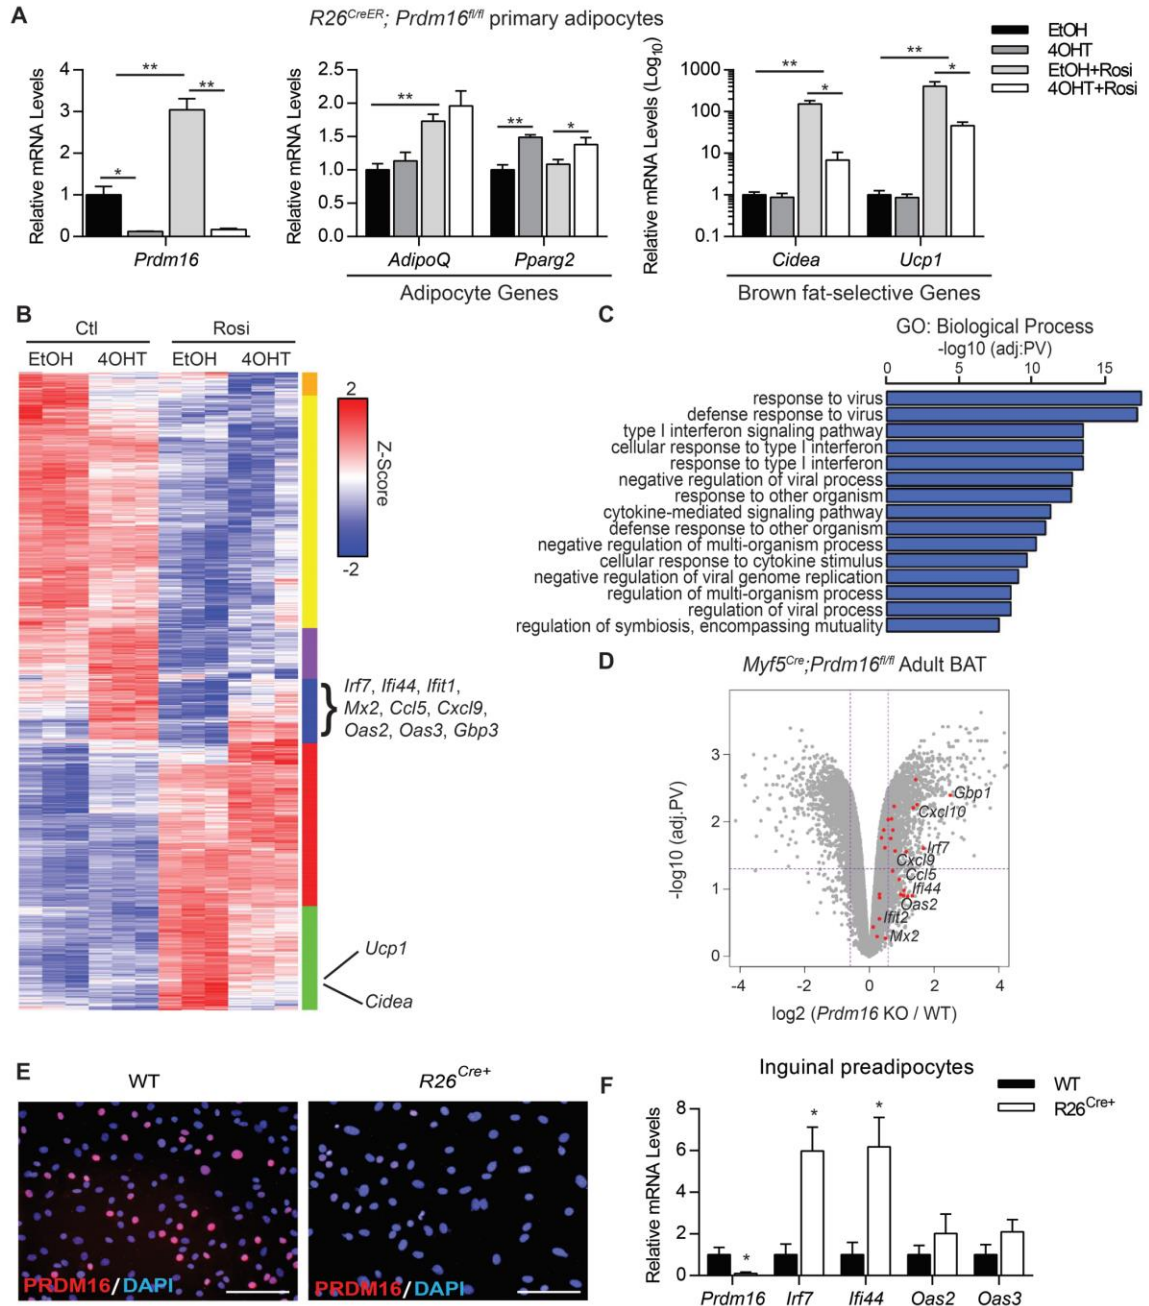 A
R26CreER; Prdm16fl/fl primary adipocytes
EtOH
4OHT
EtOH+Rosi
4OHT+Rosi
Relative mRNA Levels
4
3
2
1
0
**
**
*
Prdm16
Relative mRNA Levels
2.5
2.0
1.5
1.0
0.5
0.0
**
**
*
AdipoQ
Pparg2
Adipocyte Genes
Relative mRNA Levels (Log10)
1000
100
10
1
0.1
**
*
**
*
Cidea
Ucp1
Brown fat-selective Genes
B
Ctl
Rosi
EtOH
4OHT
EtOH
4OHT
2
Z-Score
-2
Irf7, Ifi44, Ifit1,
Mx2, Ccl5, Cxcl9,
Oas2, Oas3, Gbp3
Ucp1
Cidea
C
GO: Biological Process
-log10 (adj:PV)
0 5 10 15
response to virus
defense response to virus
type I interferon signaling pathway
cellular response to type I interferon
response to type I interferon
negative regulation of viral process
response to other organism
cytokine-mediated signaling pathway
defense response to other organism
negative regulation of multi-organism process
cellular response to cytokine stimulus
negative regulation of viral genome replication
regulation of multi-organism process
regulation of viral process
regulation of symbiosis, encompassing mutuality
D
Myf5Cre;Prdm16fl/fl Adult BAT
-log10 (adj.PV)
3
2
1
0
Gbp1
Cxcl10
Irf7
Cxcl9
Ccl5
Ifi44
Oas2
Ifit2
Mx2
-4 -2 0 2 4
log2 (Prdm16 KO / WT)
E
WT
R26Cre+
PRDM16/DAPI
PRDM16/DAPI
F
Inguinal preadipocytes
WT
R26Cre+
Relative mRNA Levels
8
6
4
2
0
*
*
*
Prdm16
Irf7
Ifi44
Oas2
Oas3